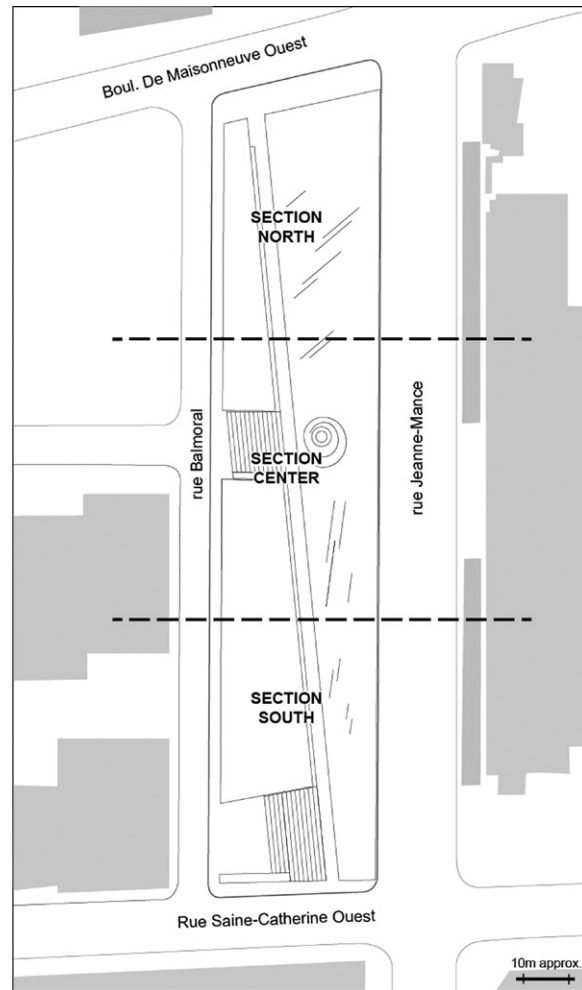 Boul. De Maisonneuve Ouest
SECTION
NORTH
rue Balmoral
SECTION
CENTER
rue Jeanne-Mance
SECTION
SOUTH
Rue Saine-Catherine Ouest
10m approx.